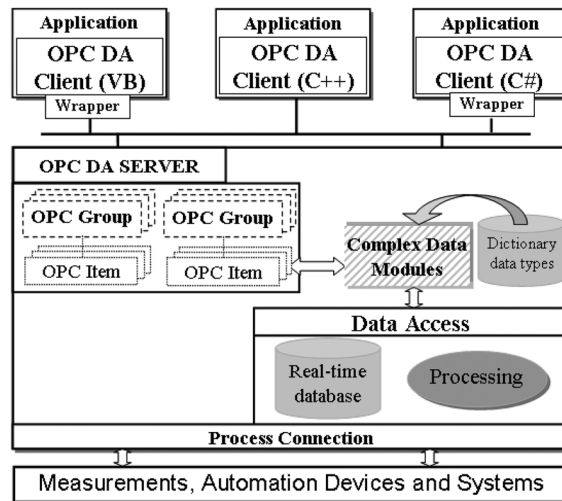 Application
OPC DA
Client (VB)
Wrapper
Application
OPC DA
Client (C++)
Application
OPC DA
Client (C#)
Wrapper
OPC DA SERVER
OPC Group
OPC Group
OPC Item
OPC Item
Complex Data
Modules
Dictionary
data types
Data Access
Real-time
database
Processing
Process Connection
Measurements, Automation Devices and Systems